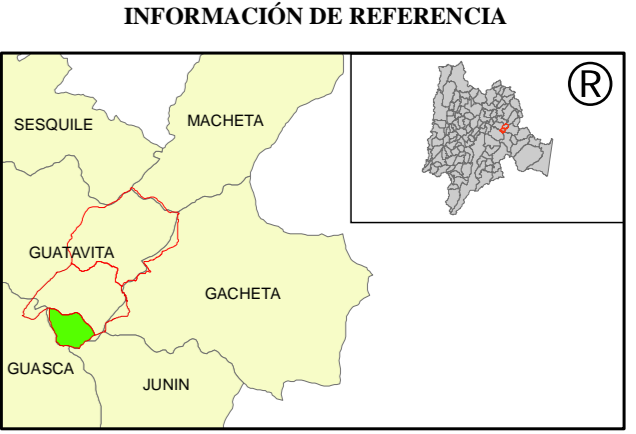 INFORMACIÓN DE REFERENCIA
®
SESQUILE
MACHETA
GUATAVITA
GACHETA
GUASCA
JUNIN